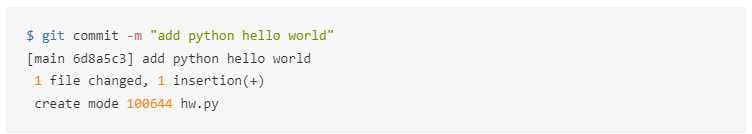 $ git commit -m "add python hello world"
[main 6d8a5c3] add python hello world
 1 file changed, 1 insertion(+)
 create mode 100644 hw.py